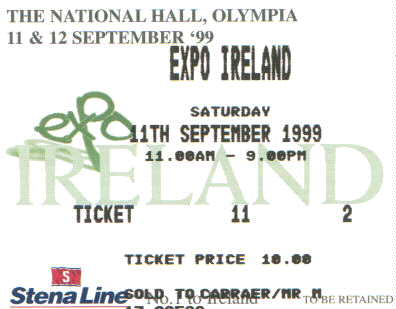 THE NATIONAL HALL, OLYMPIA
11 & 12 SEPTEMBER ‘99
EXPO IRELAND
SATURDAY
expo
11TH SEPTEMBER 1999
11.00AM – 9.00PM
IRELAND
TICKET 11 2
TICKET PRICE 10.00
S
Stena Line No.1 to Ireland TO BE RETAINED
SOLD TO CARRAER/MR M